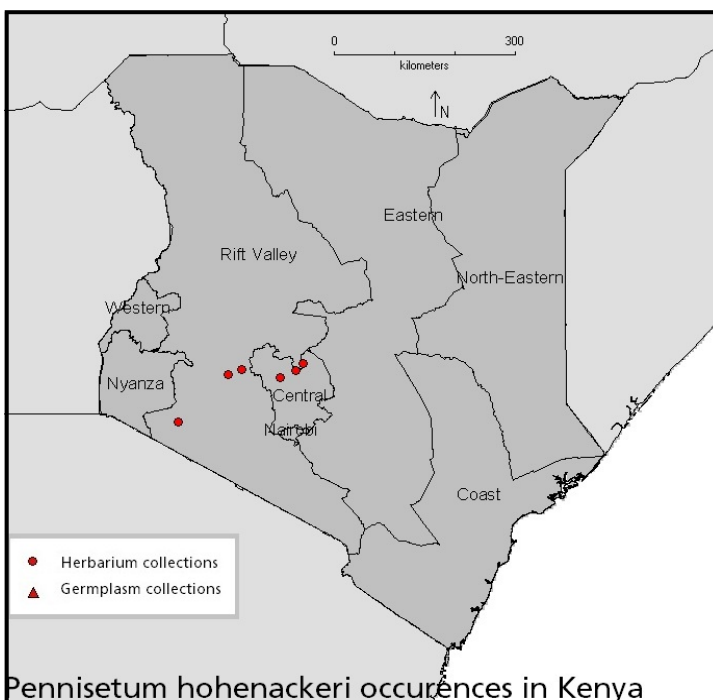 0 300
kilometers
N
Eastern
Rift Valley
North-Eastern
Western
Nyanza
Central
Nairobi
Coast
Herbarium collections
Germplasm collections
Pennisetum hohenackeri occurences in Kenya